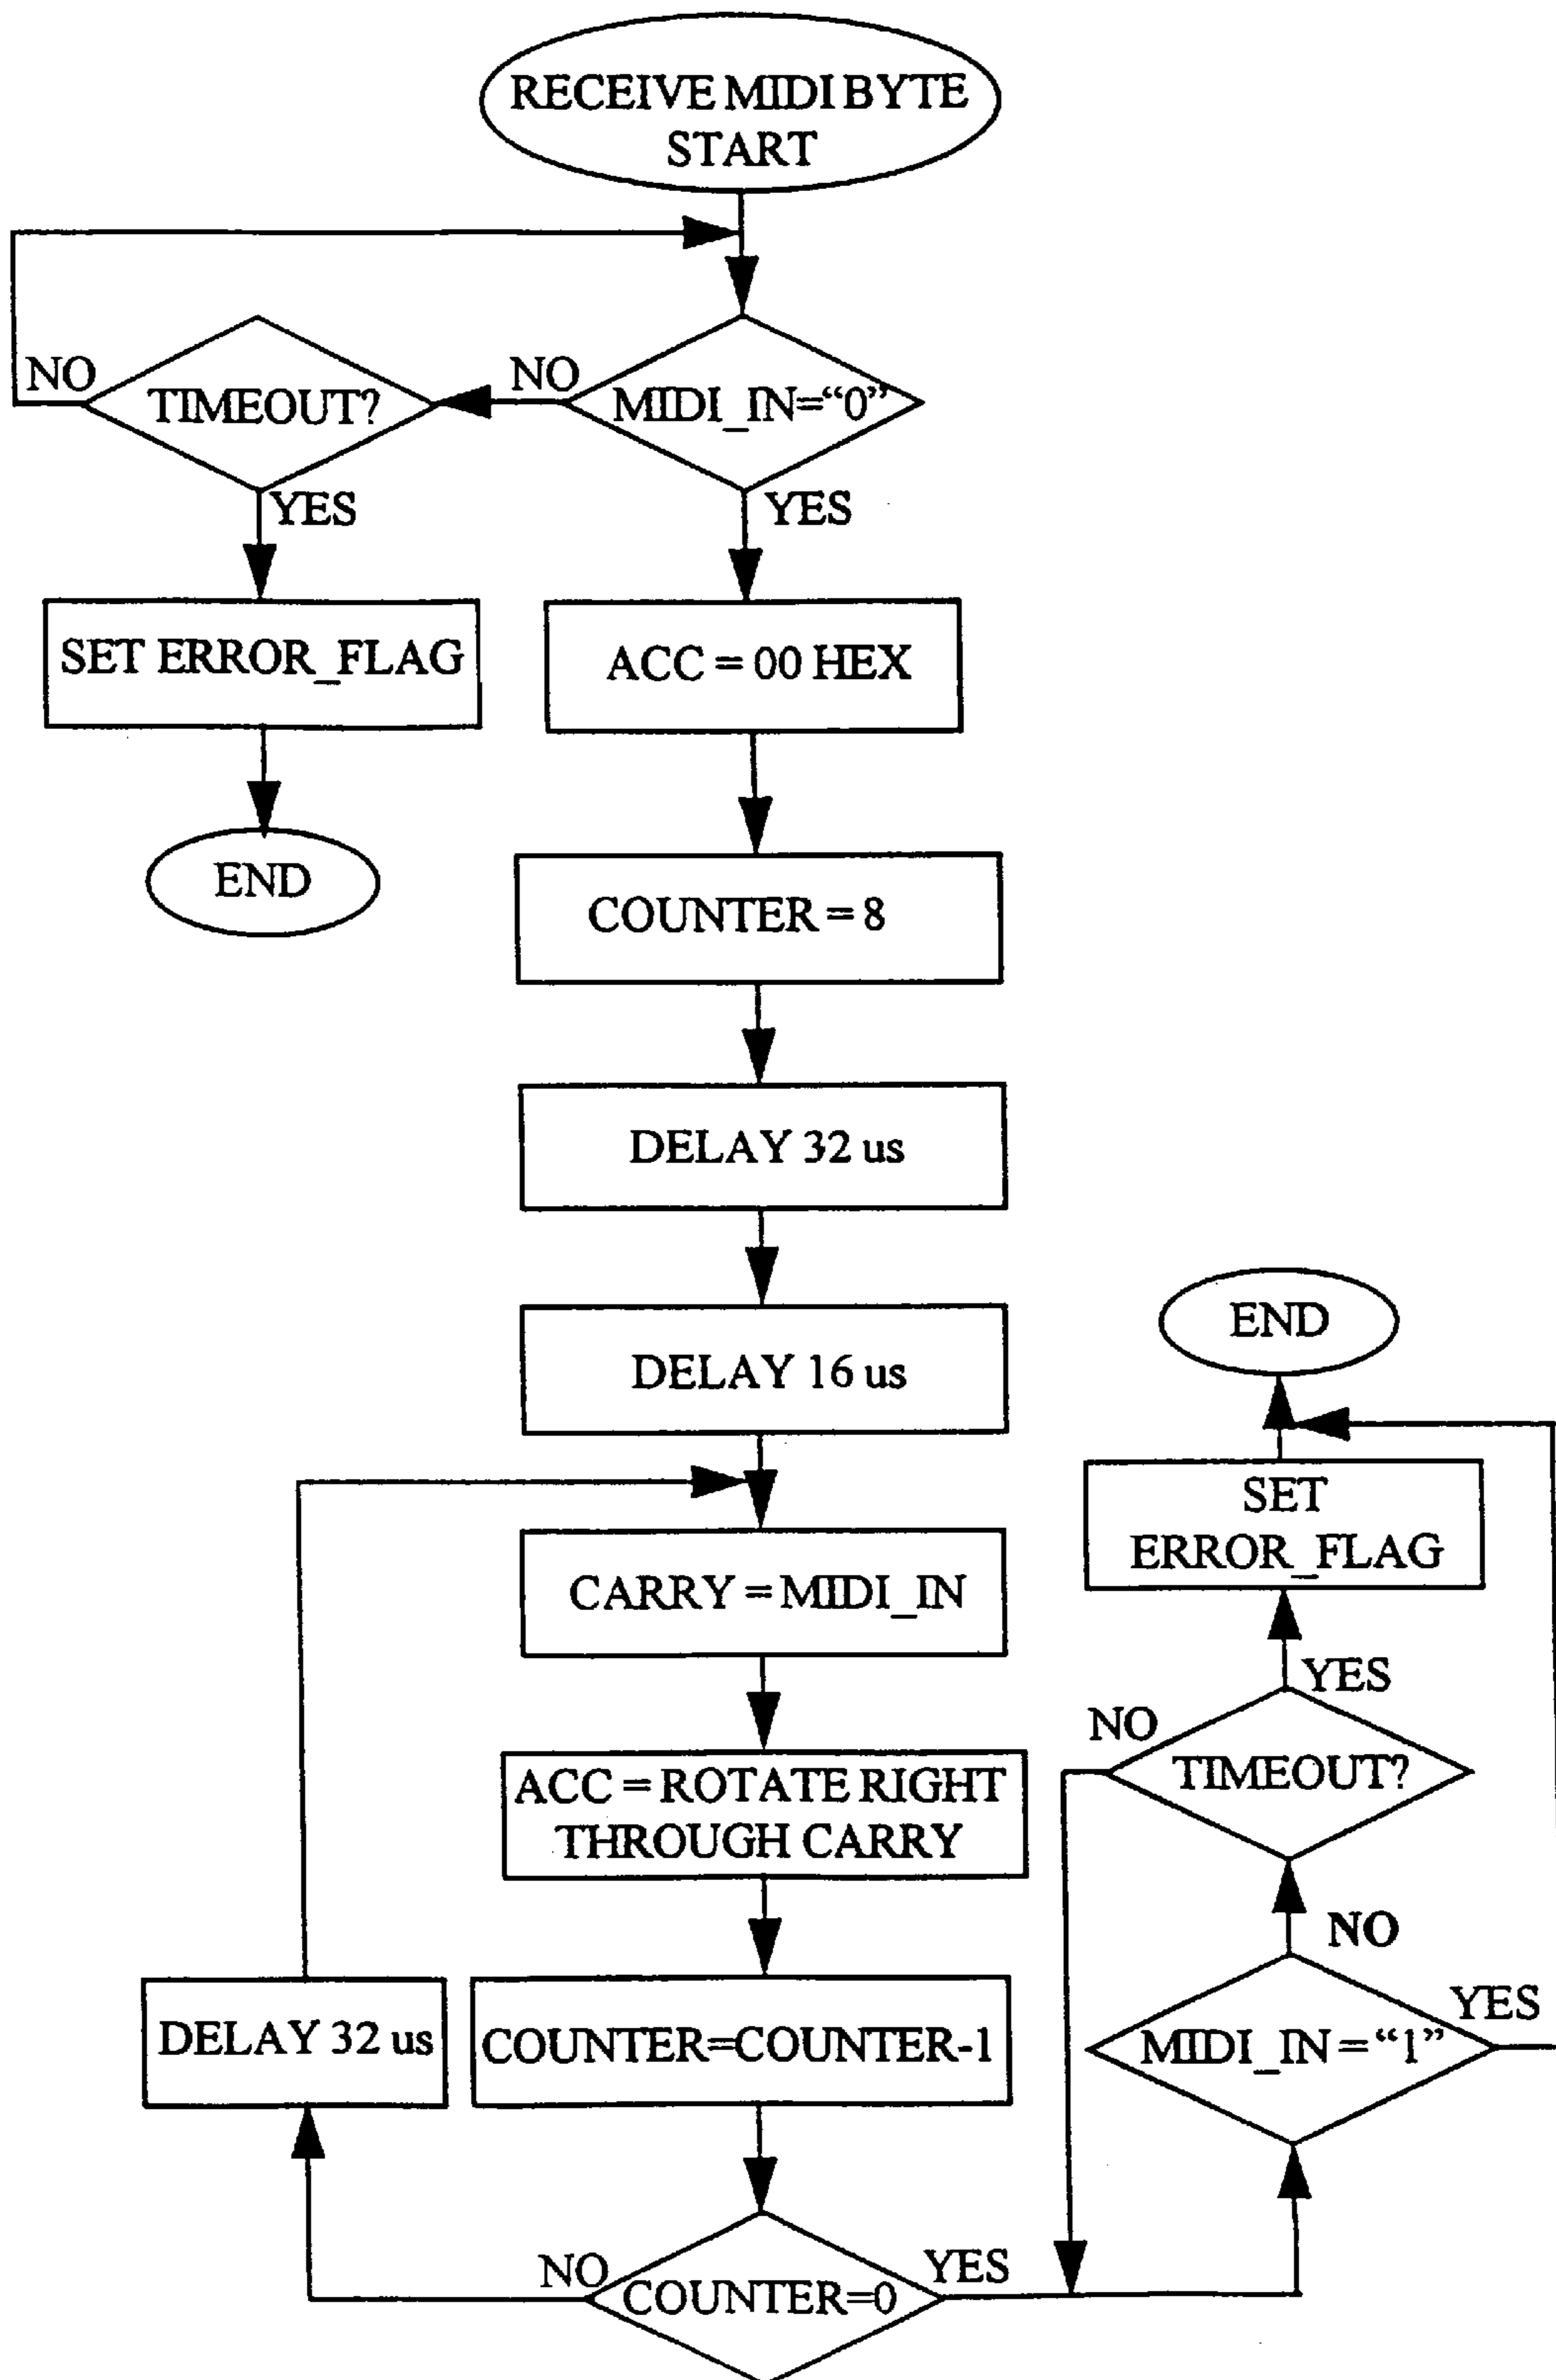 RECEIVE MIDI BYTE
START
NO
TIMEOUT?
NO
MIDI_IN=“0”
YES
YES
SET ERROR_FLAG
ACC = 00 HEX
END
COUNTER = 8
DELAY 32 us
DELAY 16 us
END
SET
ERROR_FLAG
CARRY = MIDI_IN
YES
NO
TIMEOUT?
ACC = ROTATE RIGHT
THROUGH CARRY
NO
YES
DELAY 32 us
COUNTER=COUNTER-1
MIDI_IN = “1”
NO
COUNTER=0
YES